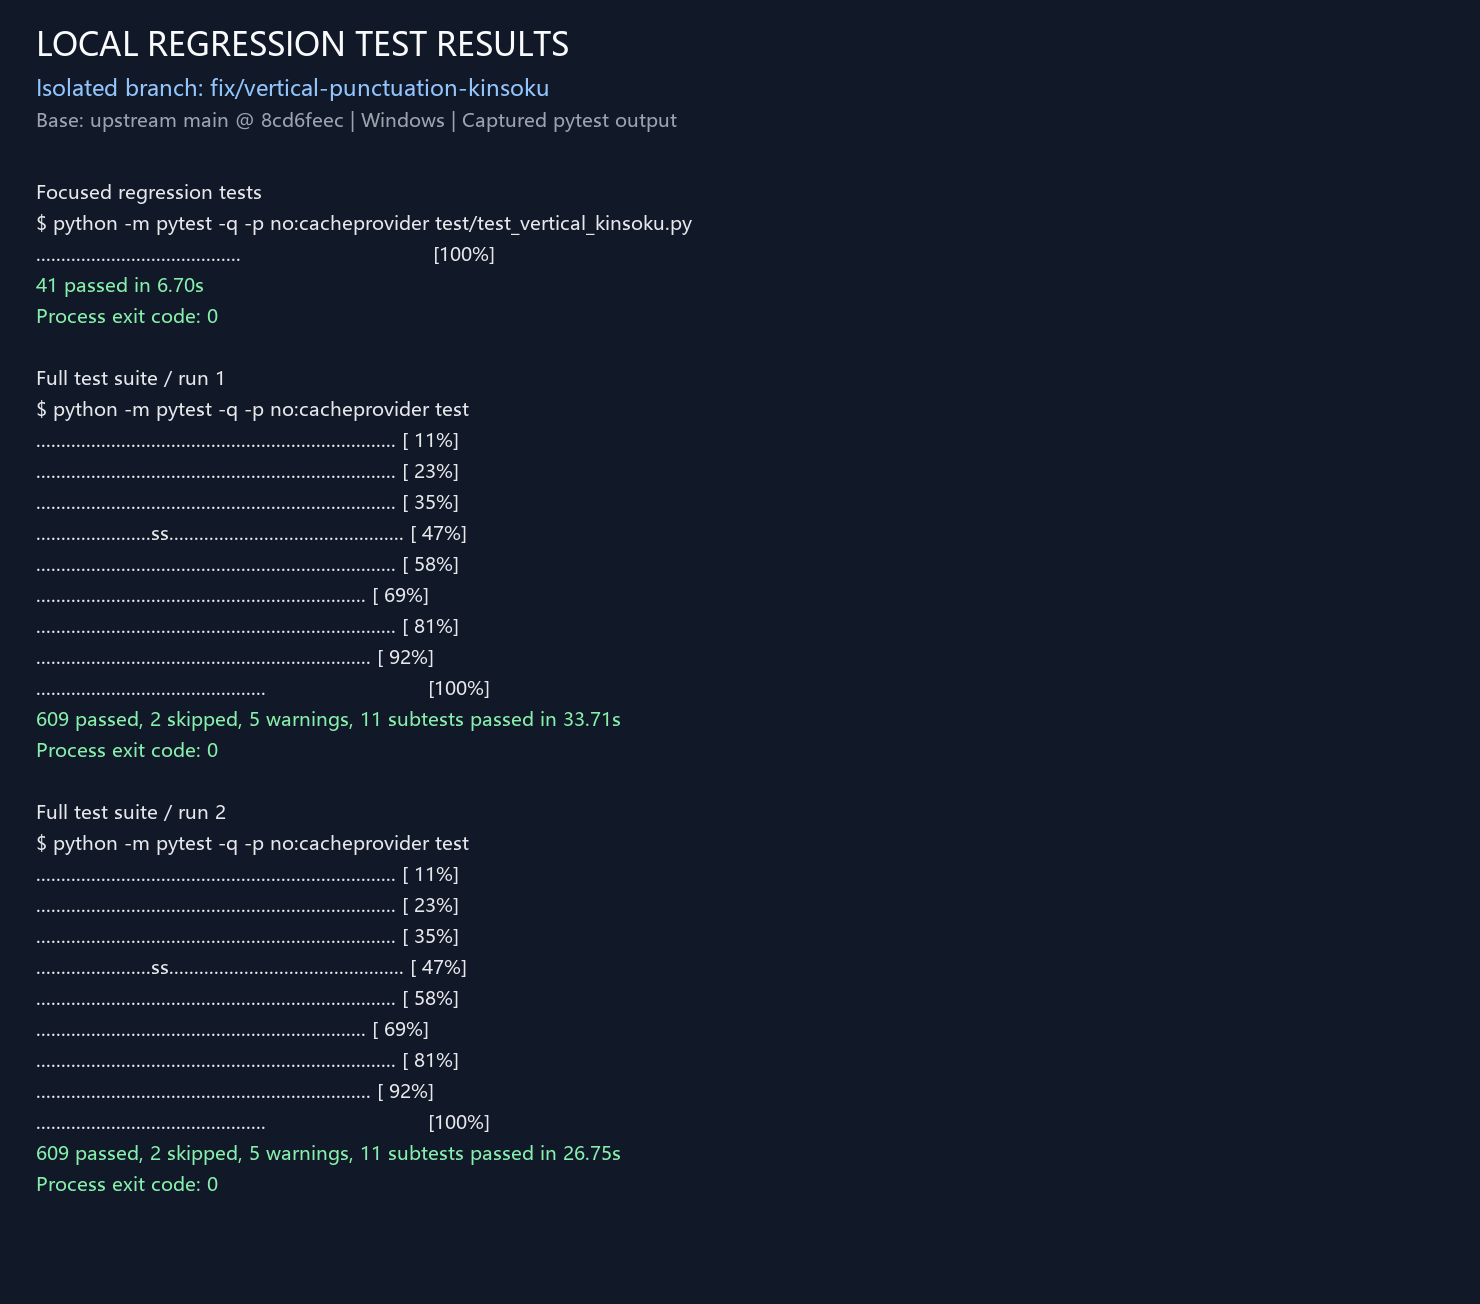 LOCAL REGRESSION TEST RESULTS
Isolated branch: fix/vertical-punctuation-kinsoku
Base: upstream main @ 8cd6feec | Windows | Captured pytest output
Focused regression tests
$ python -m pytest -q -p no:cacheprovider test/test_vertical_kinsoku.py
......................................... [100%]
41 passed in 6.70s
Process exit code: 0
Full test suite / run 1
$ python -m pytest -q -p no:cacheprovider test
........................................................................ [ 11%]
........................................................................ [ 23%]
........................................................................ [ 35%]
.......................ss............................................... [ 47%]
........................................................................ [ 58%]
.................................................................. [ 69%]
........................................................................ [ 81%]
................................................................... [ 92%]
.............................................. [100%]
609 passed, 2 skipped, 5 warnings, 11 subtests passed in 33.71s
Process exit code: 0
Full test suite / run 2
$ python -m pytest -q -p no:cacheprovider test
........................................................................ [ 11%]
........................................................................ [ 23%]
........................................................................ [ 35%]
.......................ss............................................... [ 47%]
........................................................................ [ 58%]
.................................................................. [ 69%]
........................................................................ [ 81%]
................................................................... [ 92%]
.............................................. [100%]
609 passed, 2 skipped, 5 warnings, 11 subtests passed in 26.75s
Process exit code: 0